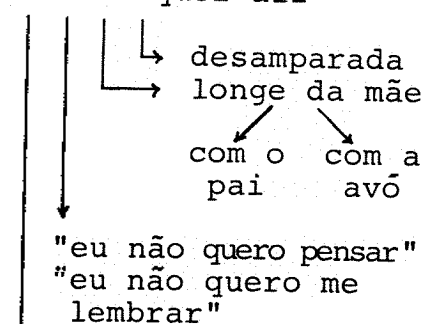 desamparada
longe da mãe
com o com a
pai avó
"eu não quero pensar"
"eu não quero me
lembrar"